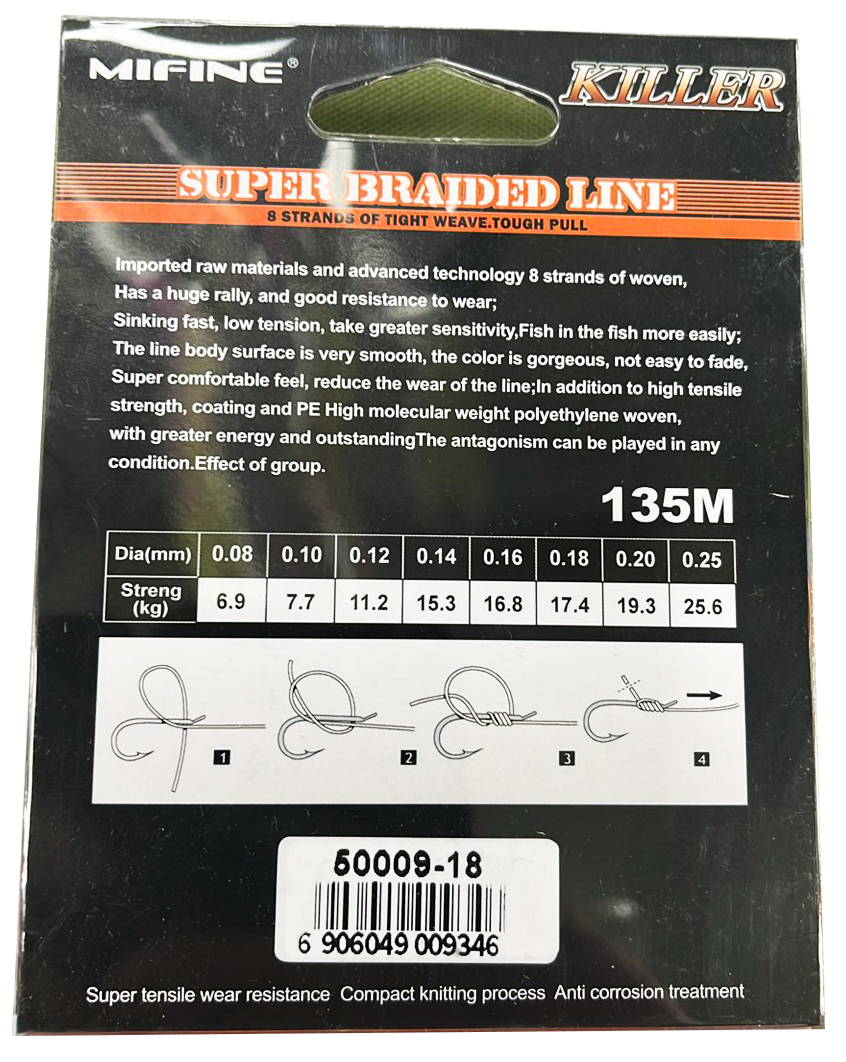 MIFINE®
KILLER
SUPER BRAIDED LINE
8 STRANDS OF TIGHT WEAVE.TOUGH PULL
Imported raw materials and advanced technology 8 strands of woven,
Has a huge rally, and good resistance to wear;
Sinking fast, low tension, take greater sensitivity,Fish in the fish more easily;
The line body surface is very smooth, the color is gorgeous, not easy to fade,
Super comfortable feel, reduce the wear of the line;In addition to high tensile
strength, coating and PE High molecular weight polyethylene woven,
with greater energy and outstandingThe antagonism can be played in any
condition.Effect of group.
135M
Dia(mm) 0.08 0.10 0.12 0.14 0.16 0.18 0.20 0.25
Streng (kg) 6.9 7.7 11.2 15.3 16.8 17.4 19.3 25.6
1 2 3 4
50009-18
6 906049 009346
Super tensile wear resistance Compact knitting process Anti corrosion treatment